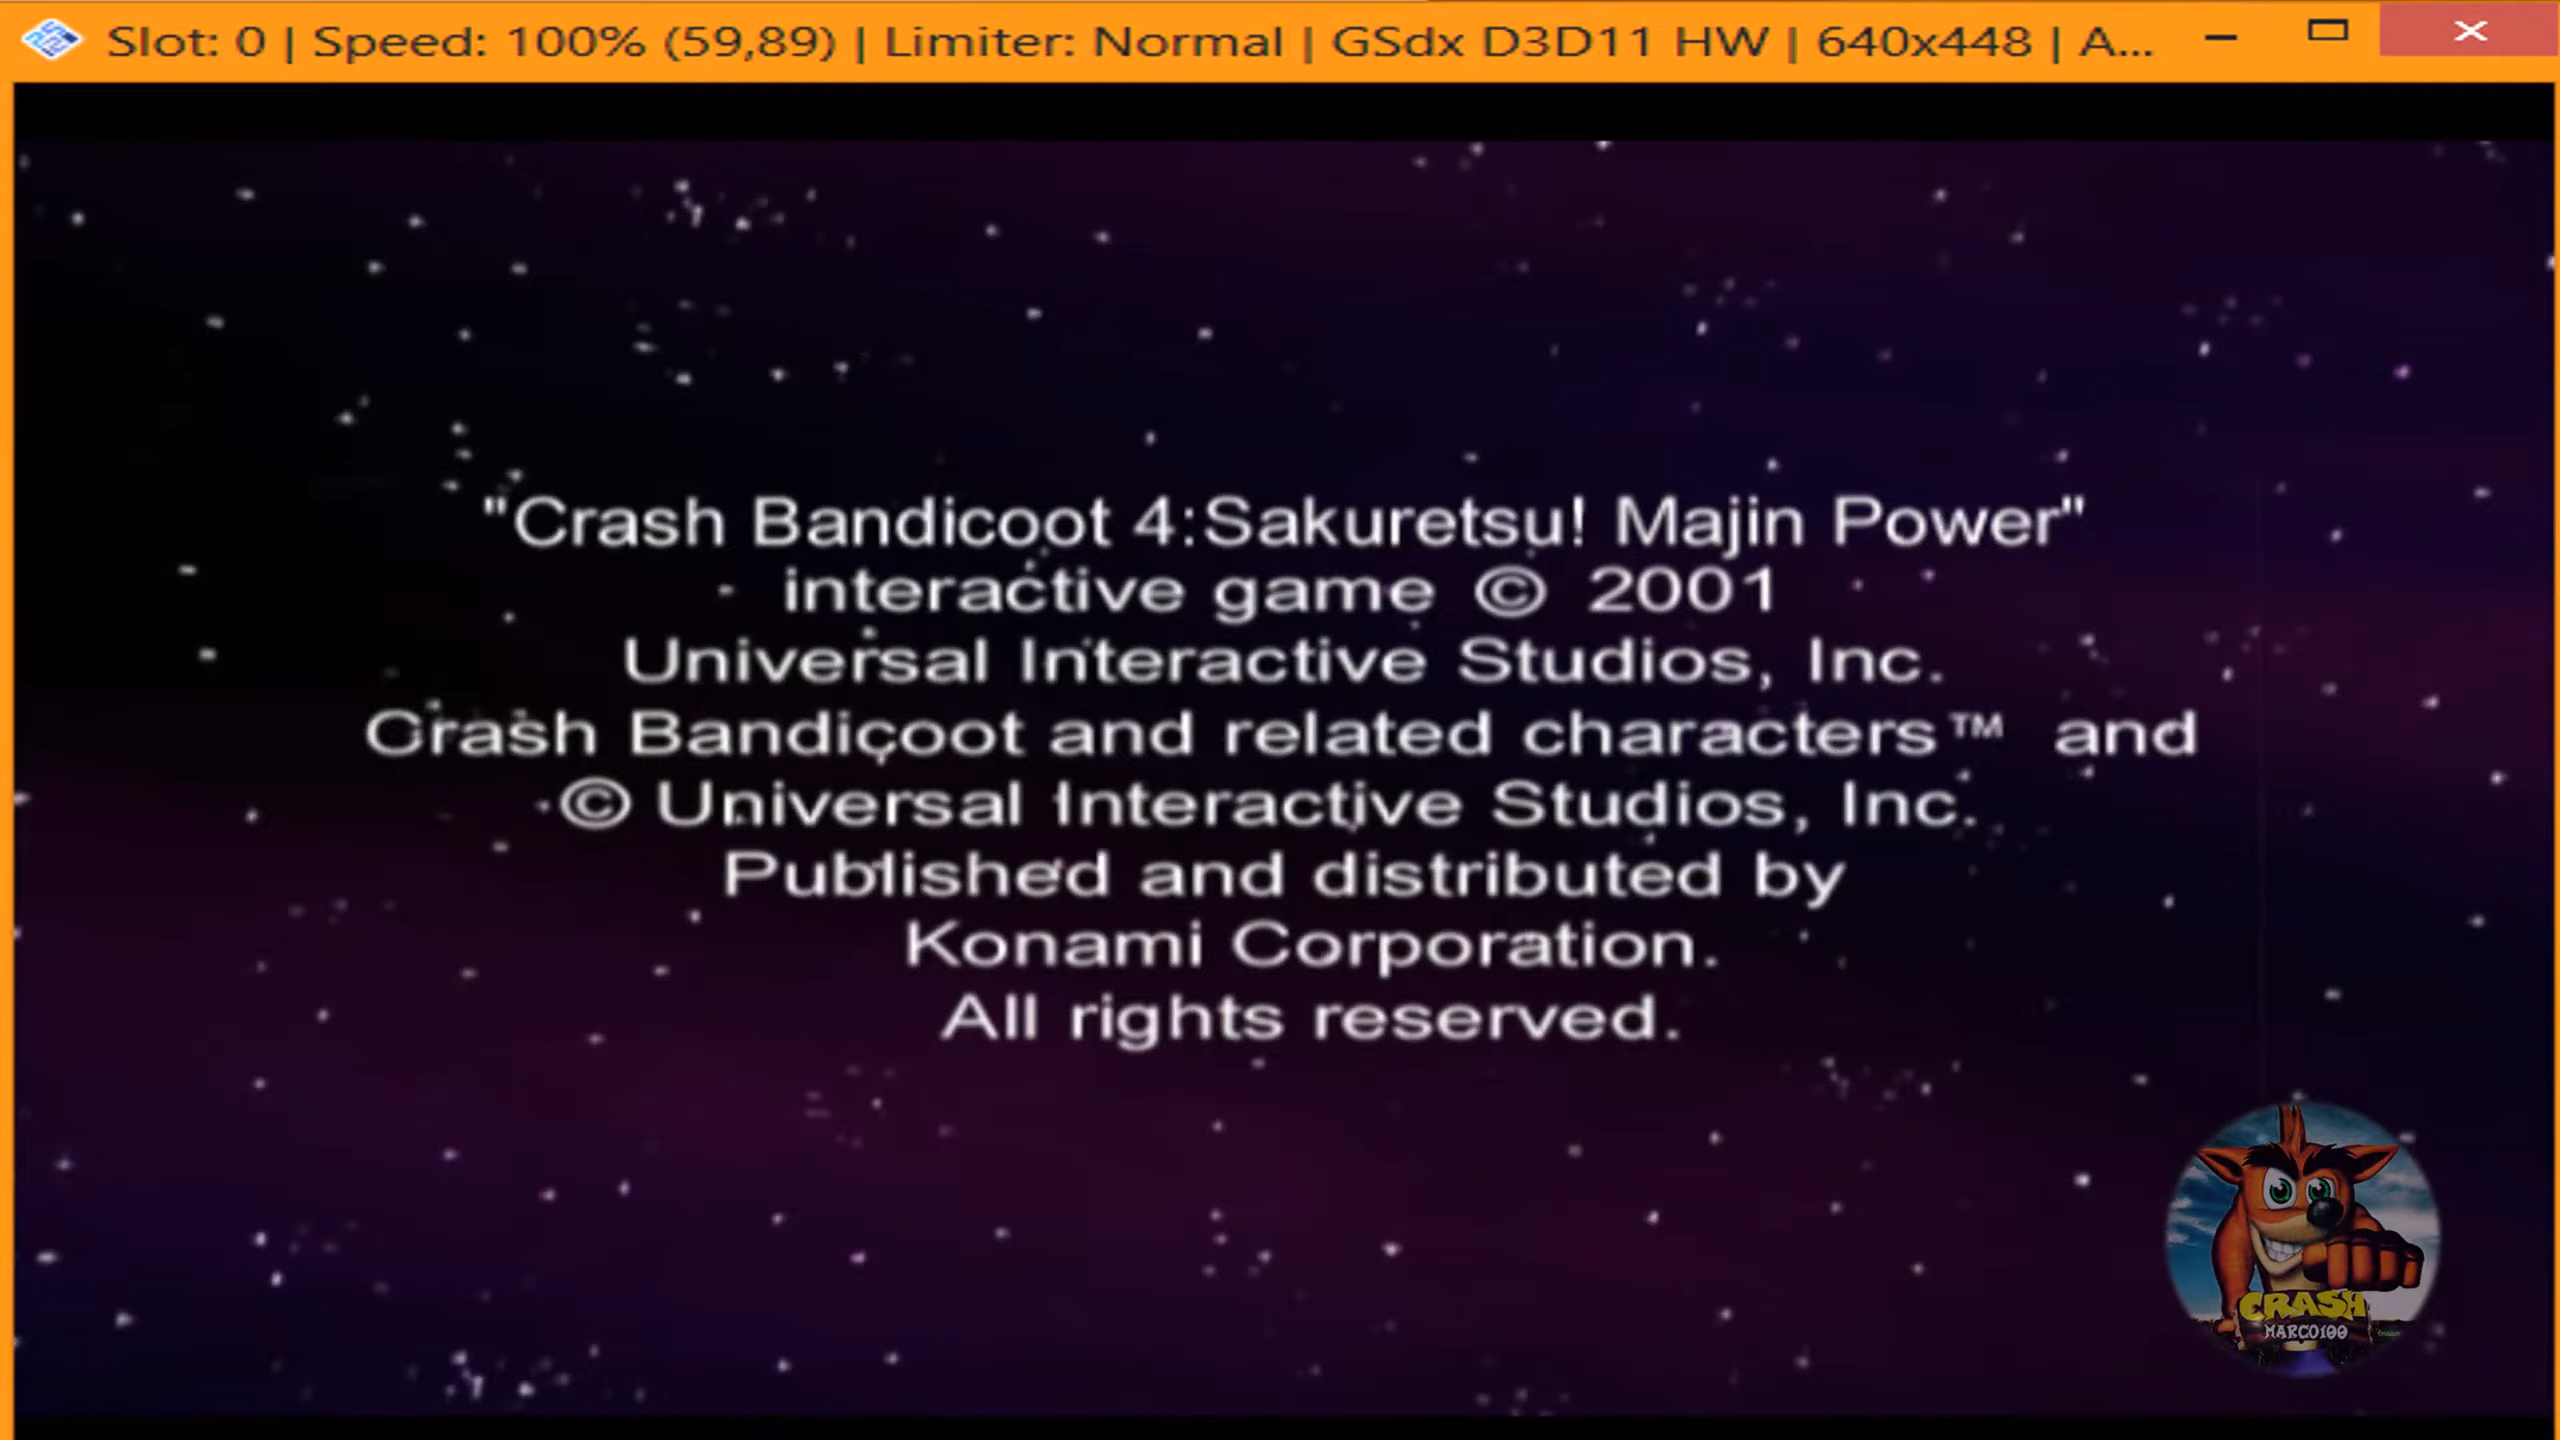 Slot: 0 | Speed: 100% (59,89) | Limiter: Normal | GSdx D3D11 HW | 640x448 | A...
"Crash Bandicoot 4:Sakuretsu! Majin Power"
interactive game © 2001
Universal Interactive Studios, Inc.
Crash Bandicoot and related characters™ and
© Universal Interactive Studios, Inc.
Published and distributed by
Konami Corporation.
All rights reserved.
CRASH
MARCO100